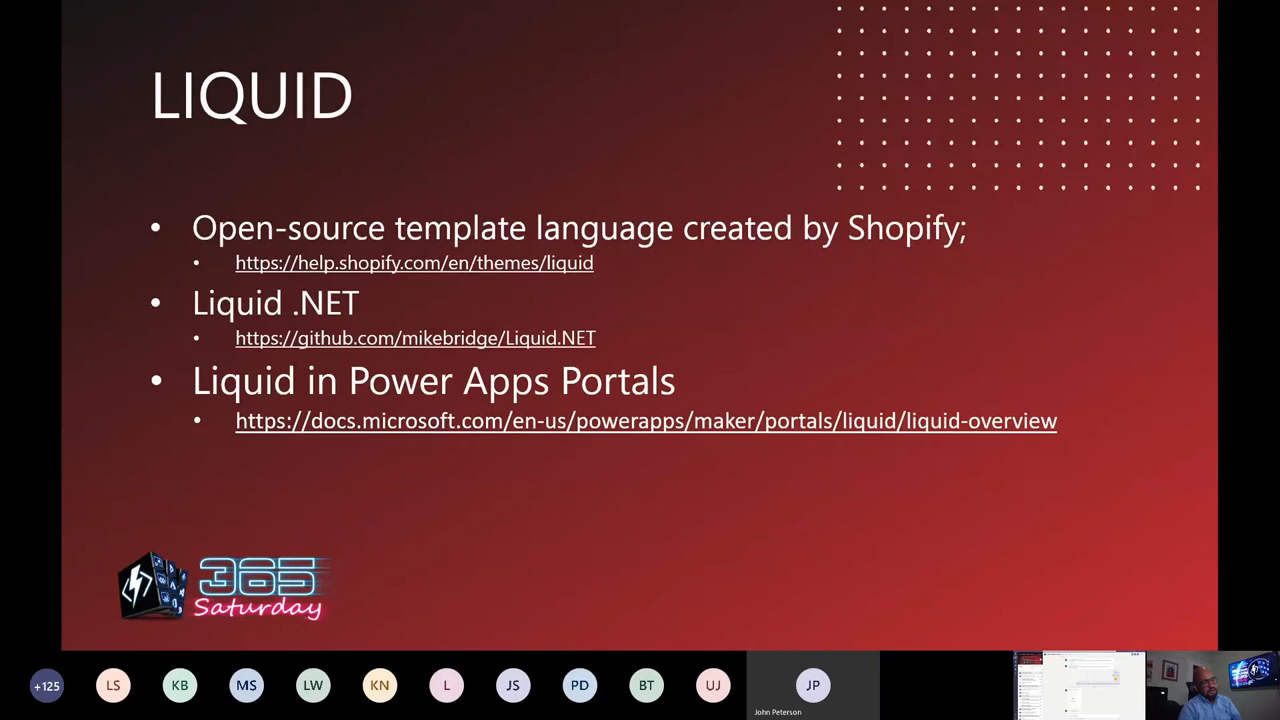 LIQUID
• Open-source template language created by Shopify;
• https://help.shopify.com/en/themes/liquid
• Liquid .NET
• https://github.com/mikebridge/Liquid.NET
• Liquid in Power Apps Portals
• https://docs.microsoft.com/en-us/powerapps/maker/portals/liquid/liquid-overview
365
Saturday
+125
LS
KB
MS
LW
KN
L
JS
PD
BT
UJ
JP
John Peterson